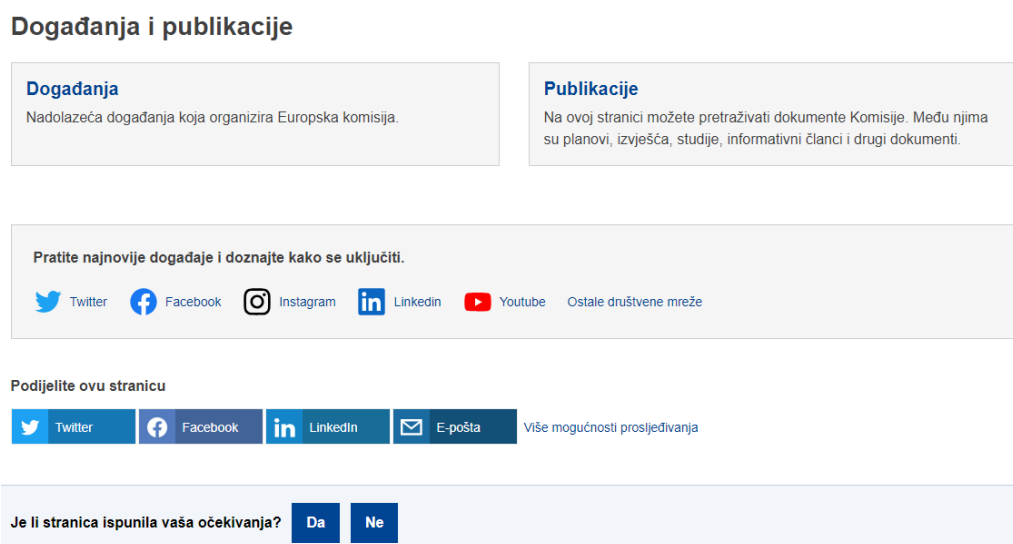 Događanja i publikacije
Događanja
Nadolazeća događanja koja organizira Europska komisija.
Publikacije
Na ovoj stranici možete pretraživati dokumente Komisije. Među njima
su planovi, izvješća, studije, informativni članci i drugi dokumenti.
Pratite najnovije događaje i doznajte kako se uključiti.
Twitter Facebook Instagram Linkedin Youtube Ostale društvene mreže
Podijelite ovu stranicu
Twitter Facebook LinkedIn E-pošta Više mogućnosti prosljeđivanja
Je li stranica ispunila vaša očekivanja? Da Ne